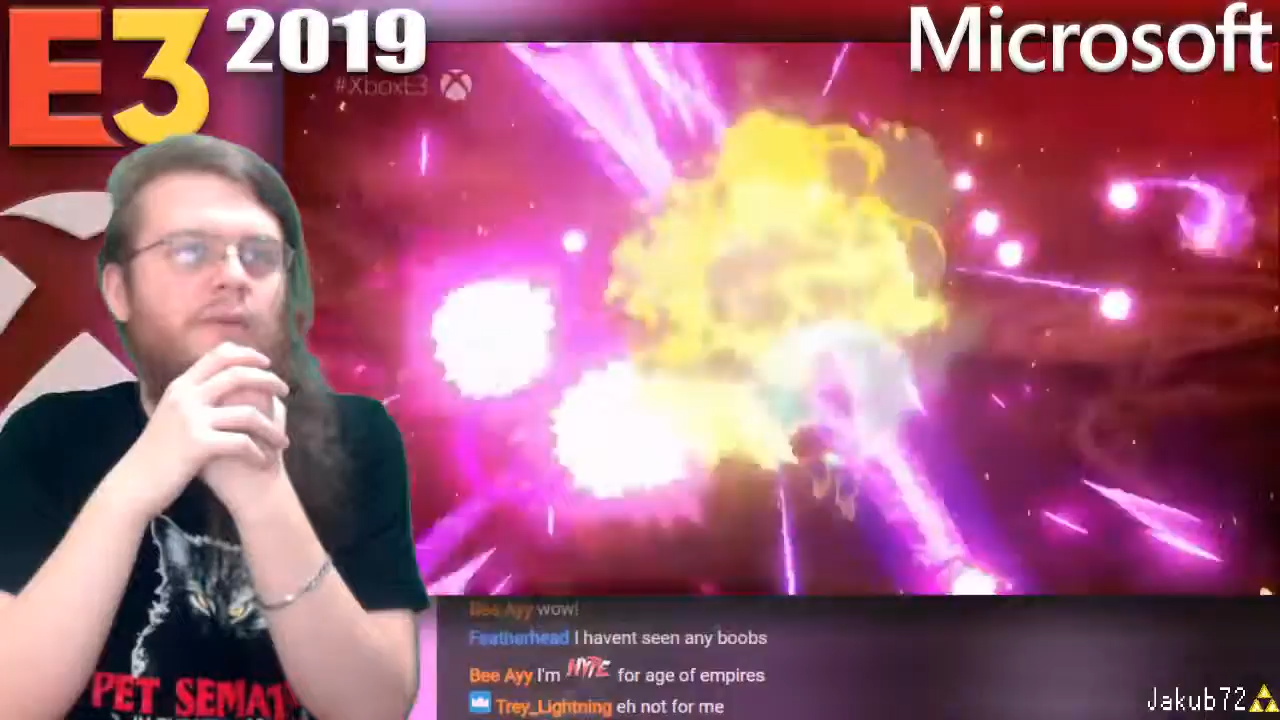 E3 2019
Microsoft
#XboxE3
Bee Ayy wow!
Featherhead I havent seen any boobs
Bee Ayy I'm HYPE for age of empires
Trey_Lightning eh not for me
PET SEMAT
Jakub72